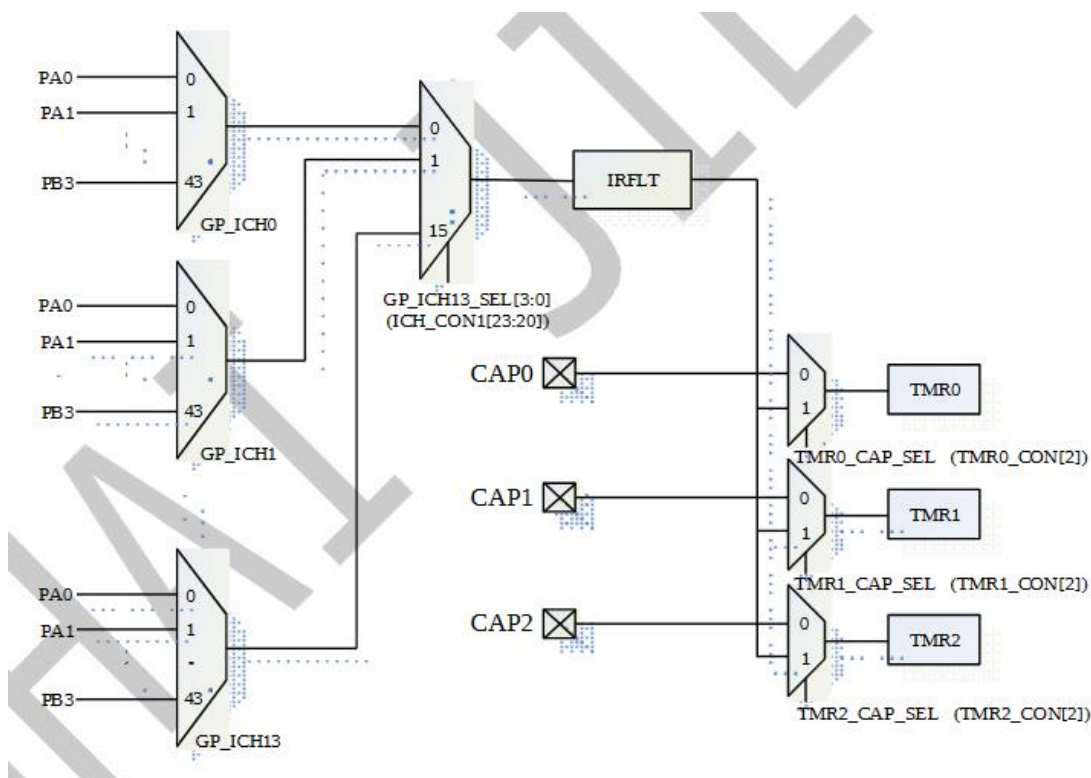 PA0
0
PA1
1
PB3
43
GP_ICH0
0
1
15
IRFLT
GP_ICH13_SEL[3:0]
(ICH_CON1[23:20])
PA0
0
PA1
1
PB3
43
GP_ICH1
CAP0
0
1
TMR0
TMR0_CAP_SEL (TMR0_CON[2])
CAP1
0
1
TMR1
TMR1_CAP_SEL (TMR1_CON[2])
PA0
0
PA1
1
PB3
43
GP_ICH13
CAP2
0
1
TMR2
TMR2_CAP_SEL (TMR2_CON[2])